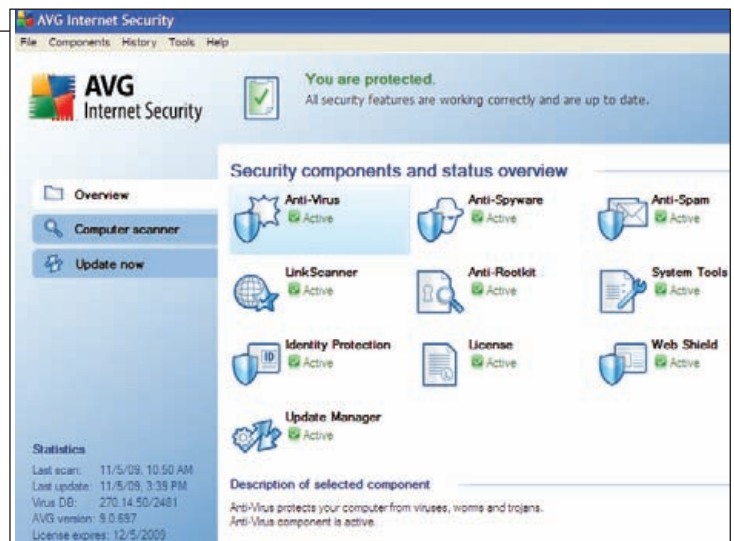 AVG Internet Security
File Components History Tools Help
AVG
Internet Security
You are protected.
All security features are working correctly and are up to date.
Security components and status overview
Overview
Computer scanner
Update now
Anti-Virus
Active
Anti-Spyware
Active
Anti-Spam
Active
LinkScanner
Active
Anti-Rootkit
Active
System Tools
Active
Identity Protection
Active
License
Active
Web Shield
Active
Update Manager
Active
Statistics
Last scan: 11/5/09, 10:50 AM
Last update: 11/5/09, 3:39 PM
Virus DB: 270.14.50/2481
AVG version: 9.0.697
License expires: 12/5/2009
Description of selected component
Anti-Virus protects your computer from viruses, worms and trojans.
Anti-Virus component is active.